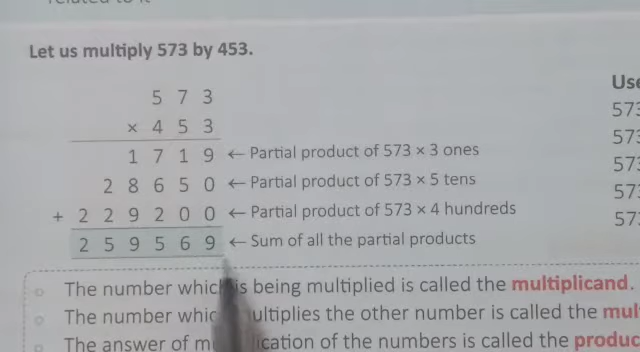 Let us multiply 573 by 453.
5 7 3
× 4 5 3
1 7 1 9 ← Partial product of 573 × 3 ones
2 8 6 5 0 ← Partial product of 573 × 5 tens
+ 2 2 9 2 0 0 ← Partial product of 573 × 4 hundreds
2 5 9 5 6 9 ← Sum of all the partial products
Use
573
573
573
573
573
The number which is being multiplied is called the multiplicand.
The number whic ultiplies the other number is called the mul
The answer of m ication of the numbers is called the produc